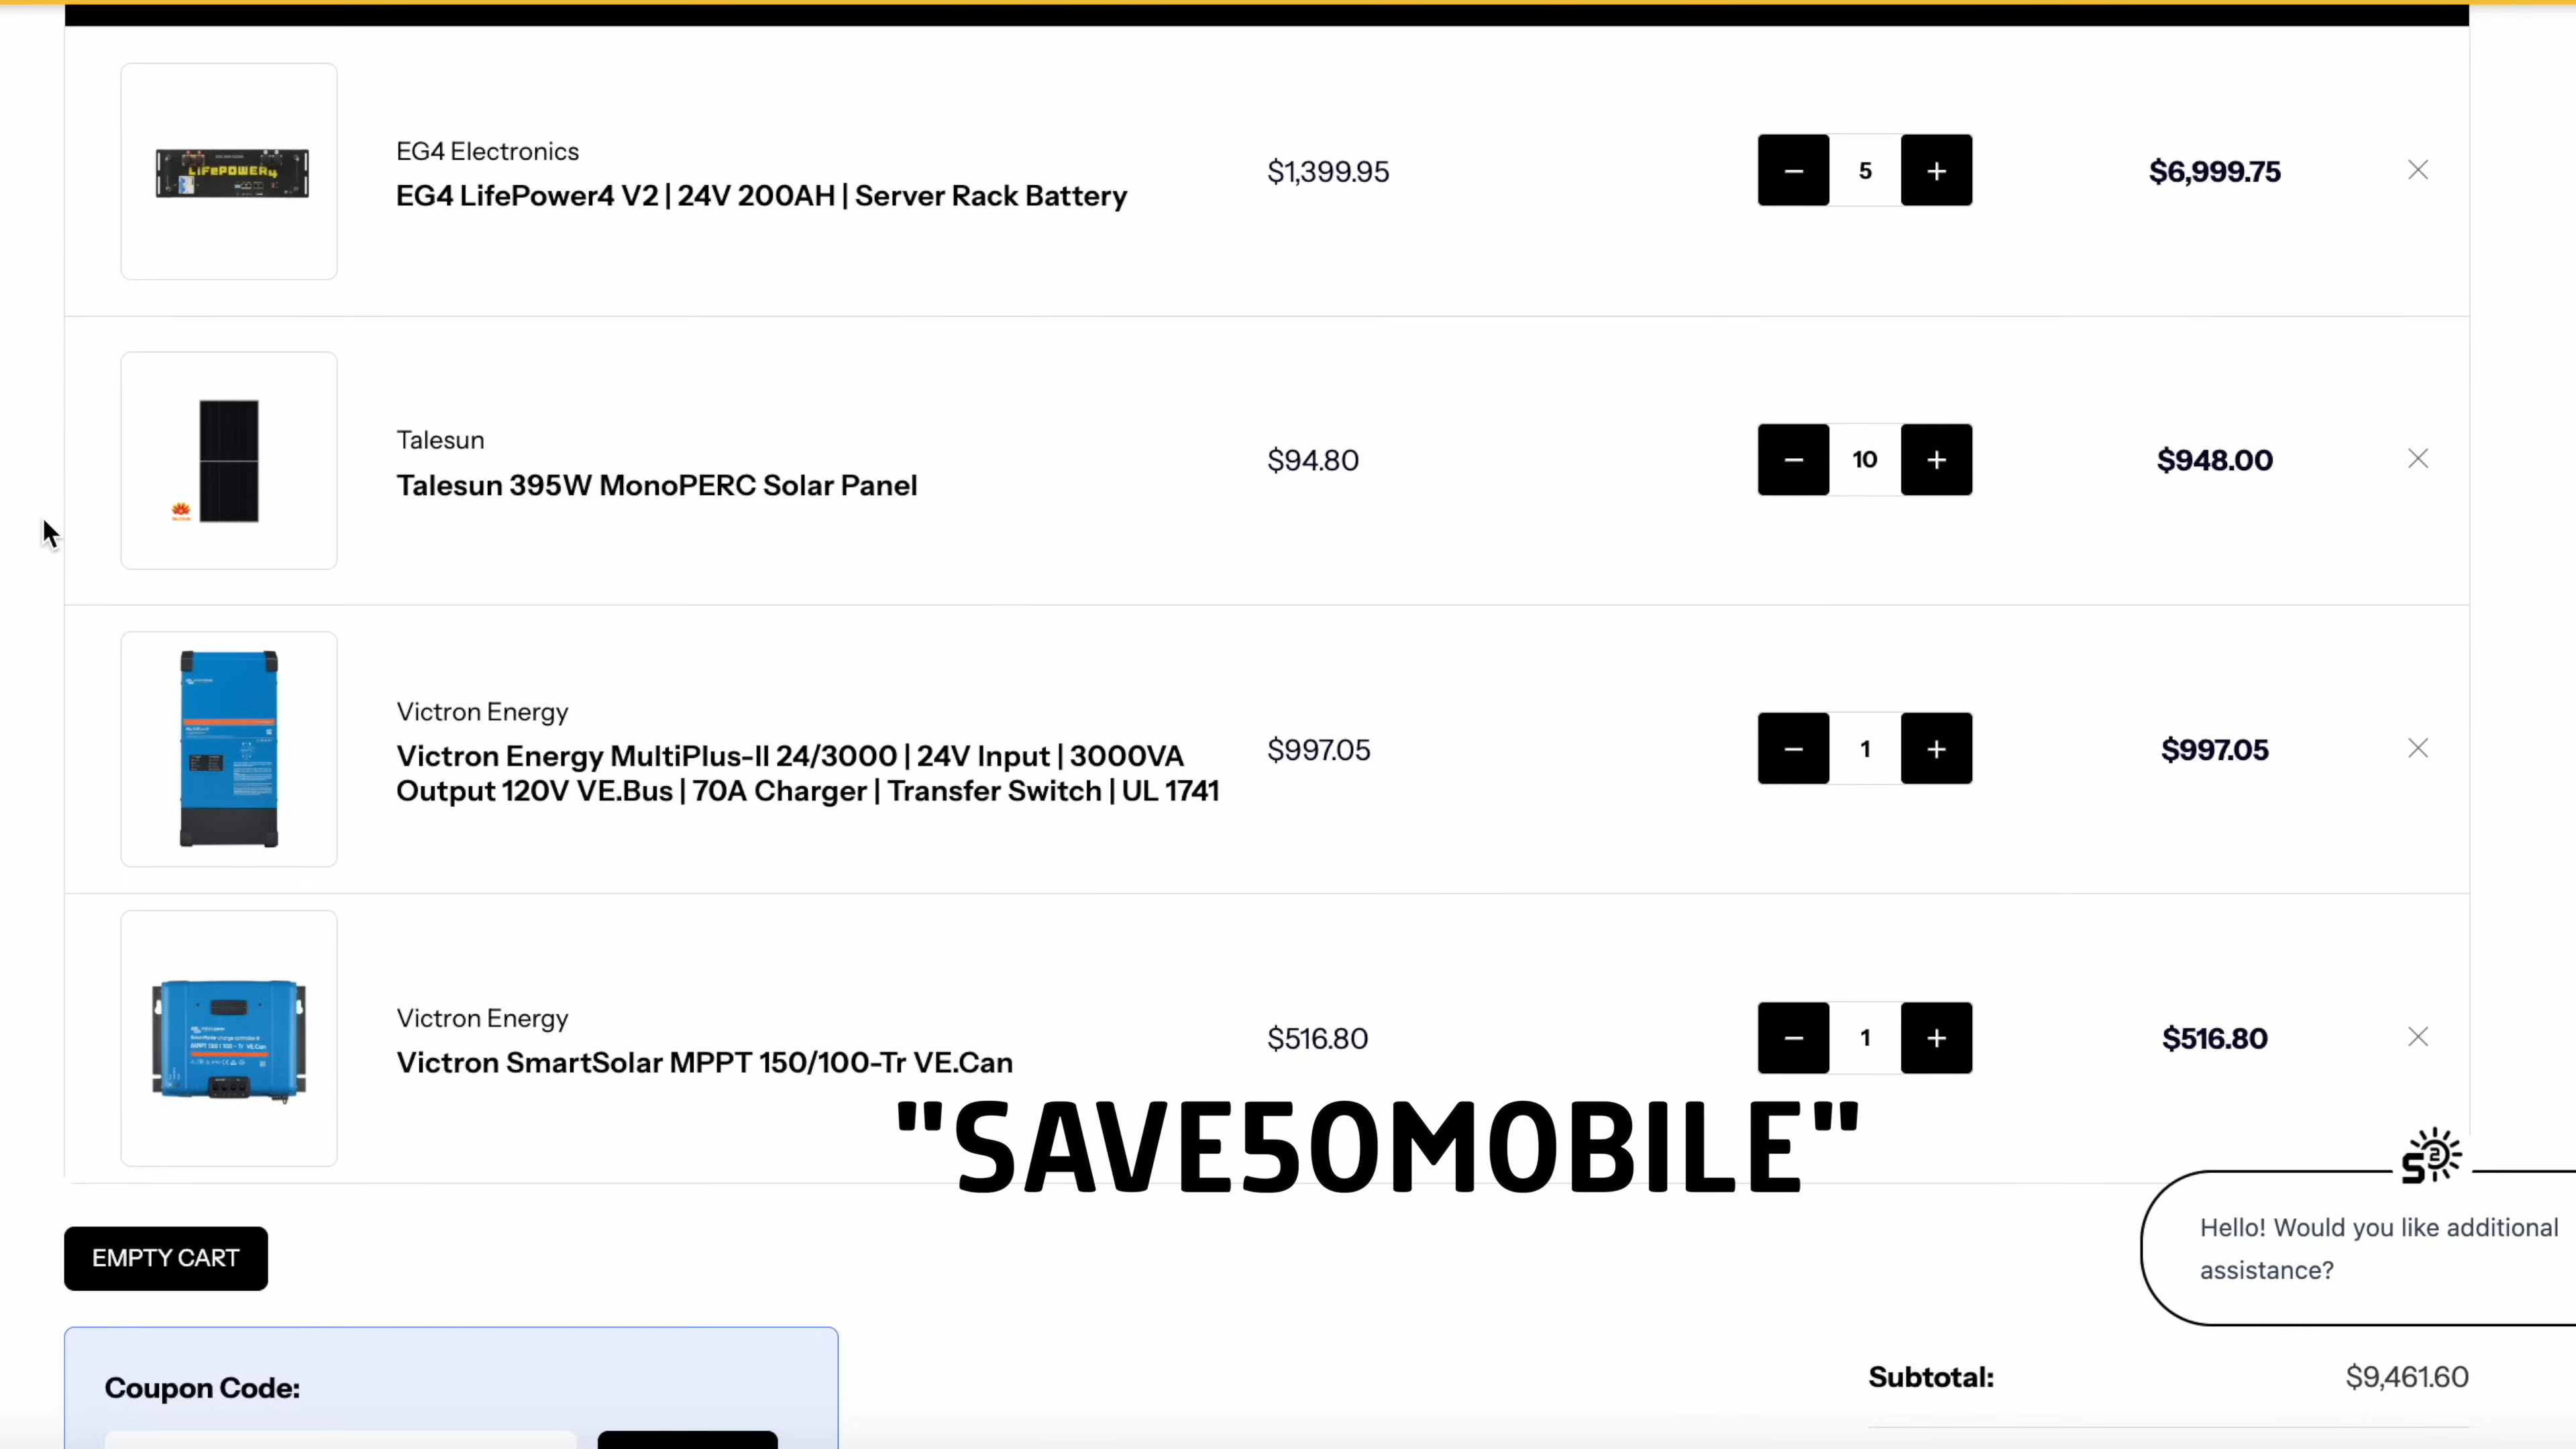 LiFePOWER4
EG4 Electronics
EG4 LifePower4 V2 | 24V 200AH | Server Rack Battery
$1,399.95
−
5
+
$6,999.75
Talesun
Talesun 395W MonoPERC Solar Panel
$94.80
−
10
+
$948.00
Victron Energy
Victron Energy MultiPlus-II 24/3000 | 24V Input | 3000VA
Output 120V VE.Bus | 70A Charger | Transfer Switch | UL 1741
$997.05
−
1
+
$997.05
Victron Energy
Victron SmartSolar MPPT 150/100-Tr VE.Can
$516.80
−
1
+
$516.80
"SAVE50MOBILE"
S2
Hello! Would you like additional
assistance?
EMPTY CART
Coupon Code:
Subtotal:
$9,461.60